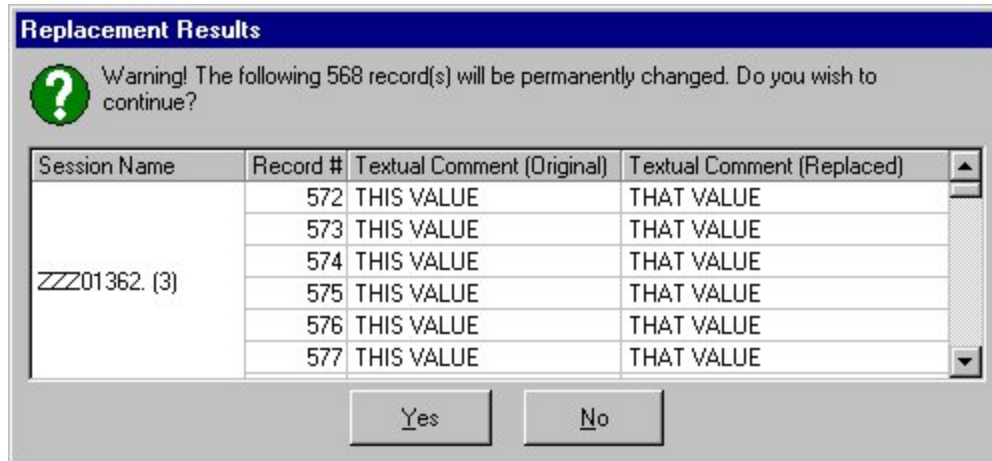 Replacement Results
Warning! The following 568 record(s) will be permanently changed. Do you wish to
continue?
Session Name Record # Textual Comment (Original) Textual Comment (Replaced)
572 THIS VALUE THAT VALUE
573 THIS VALUE THAT VALUE
574 THIS VALUE THAT VALUE
ZZZ01362. (3)
575 THIS VALUE THAT VALUE
576 THIS VALUE THAT VALUE
577 THIS VALUE THAT VALUE
Yes No